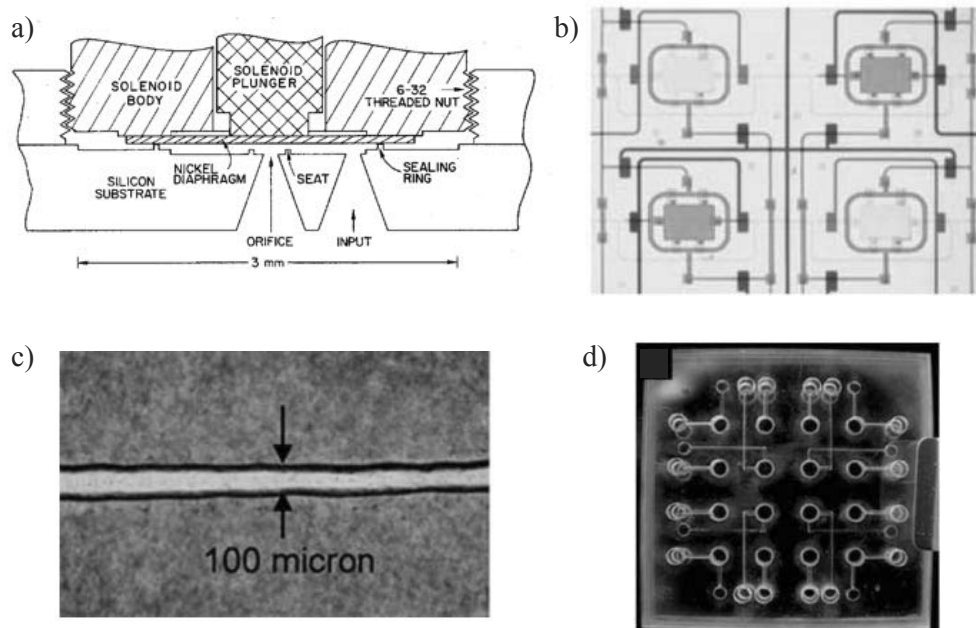 a)
SOLENOID
BODY
SOLENOID
PLUNGER
6-32
THREADED NUT
SILICON
SUBSTRATE
NICKEL
DIAPHRAGM
SEAT
SEALING
RING
ORIFICE
INPUT
3 mm
b)
c)
100 micron
d)